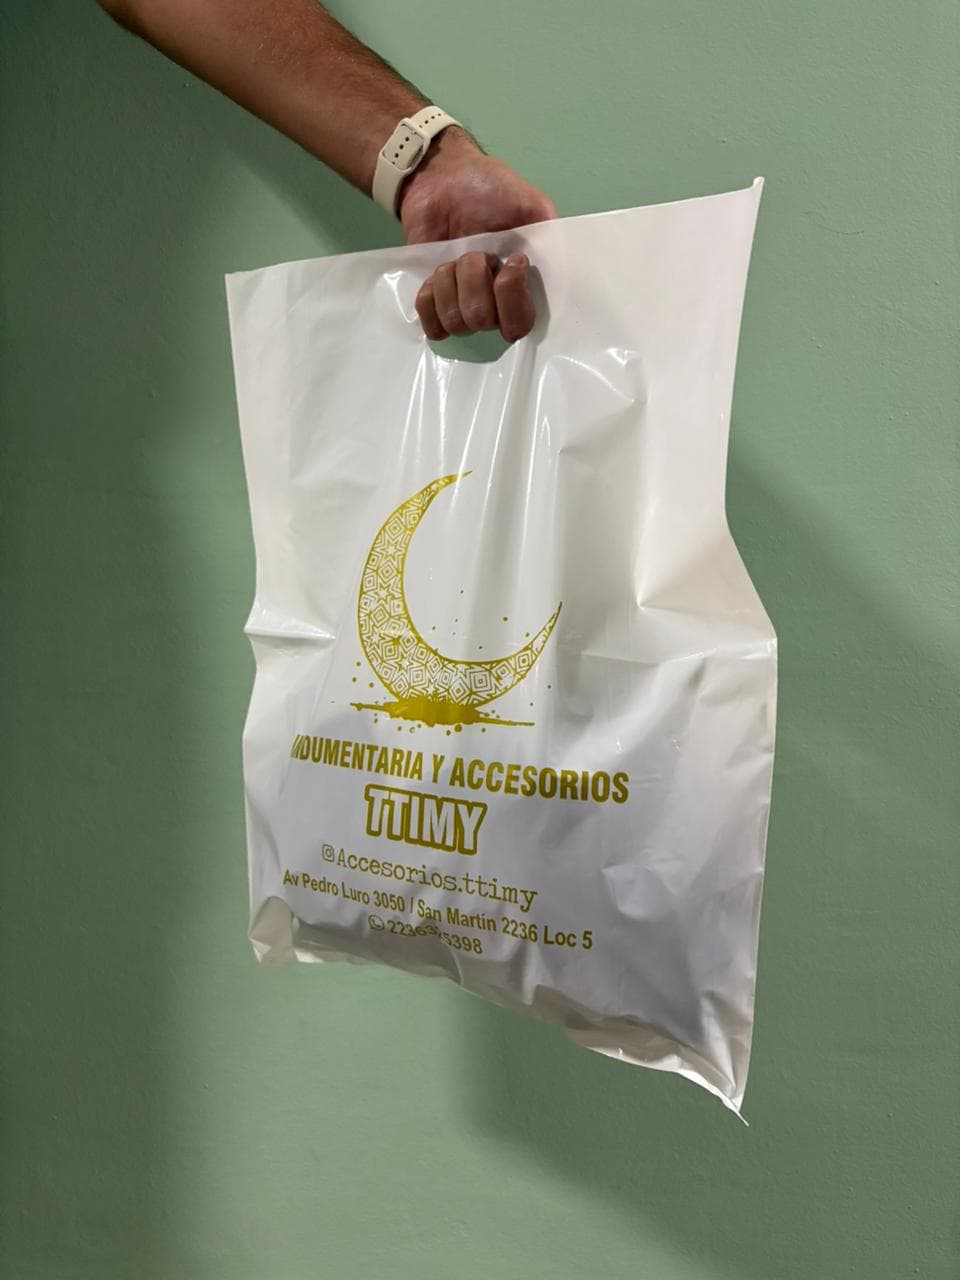 INDUMENTARIA Y ACCESORIOS
TTIMY
Accesorios.ttimy
Av Pedro Luro 3050 / San Martin 2236 Loc 5